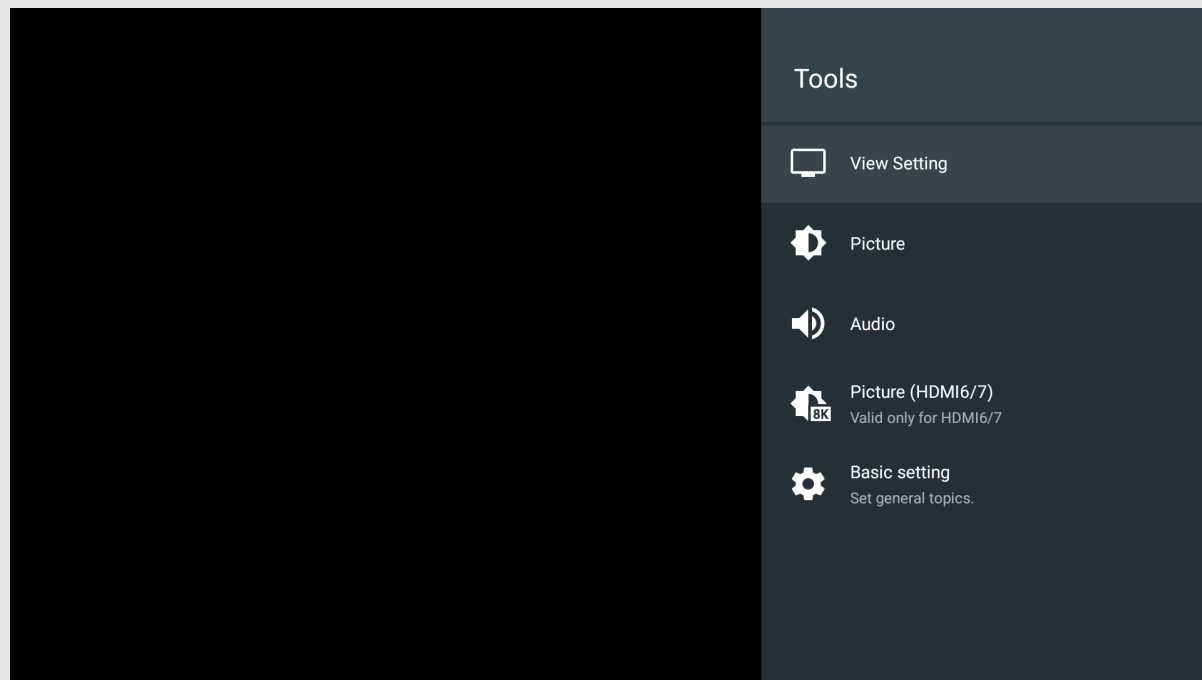 Tools
View Setting
Picture
Audio
Picture (HDMI6/7)
8K
Valid only for HDMI6/7
Basic setting
Set general topics.